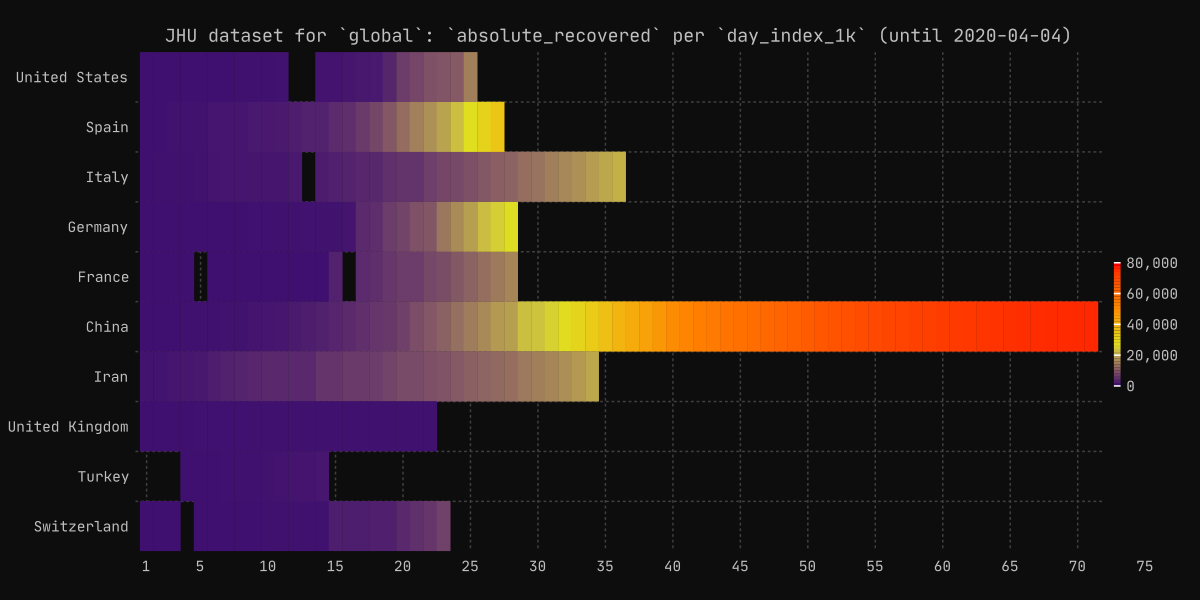 JHU dataset for `global`: `absolute_recovered` per `day_index_1k` (until 2020-04-04)
United States
Spain
Italy
Germany
France
China
Iran
United Kingdom
Turkey
Switzerland
80,000
60,000
40,000
20,000
0
1 5 10 15 20 25 30 35 40 45 50 55 60 65 70 75